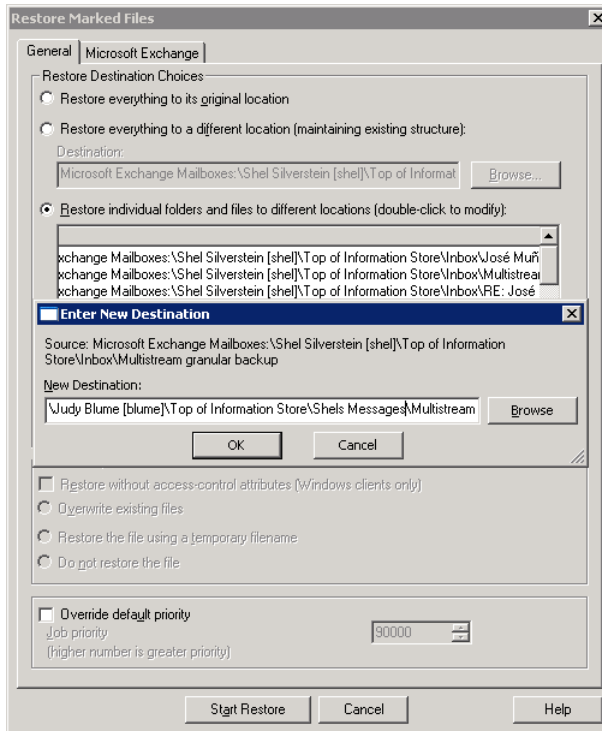 Restore Marked Files
General
Microsoft Exchange
Restore Destination Choices
Restore everything to its original location
Restore everything to a different location (maintaining existing structure):
Destination:
Microsoft Exchange Mailboxes:\Shel Silverstein [shel]\Top of Informat
Browse...
Restore individual folders and files to different locations (double-click to modify):
xchange Mailboxes:\Shel Silverstein [shel]\Top of Information Store\Inbox\José Muñ
xchange Mailboxes:\Shel Silverstein [shel]\Top of Information Store\Inbox\Multistrea
xchange Mailboxes:\Shel Silverstein [shel]\Top of Information Store\Inbox\RE: José
Enter New Destination
Source: Microsoft Exchange Mailboxes:\Shel Silverstein [shel]\Top of Information
Store\Inbox\Multistream granular backup
New Destination:
\Judy Blume [blume]\Top of Information Store\Shels Messages\Multistream
Browse
OK
Cancel
Restore without access-control attributes (Windows clients only)
Overwrite existing files
Restore the file using a temporary filename
Do not restore the file
Override default priority
Job priority
90000
(higher number is greater priority)
Start Restore
Cancel
Help